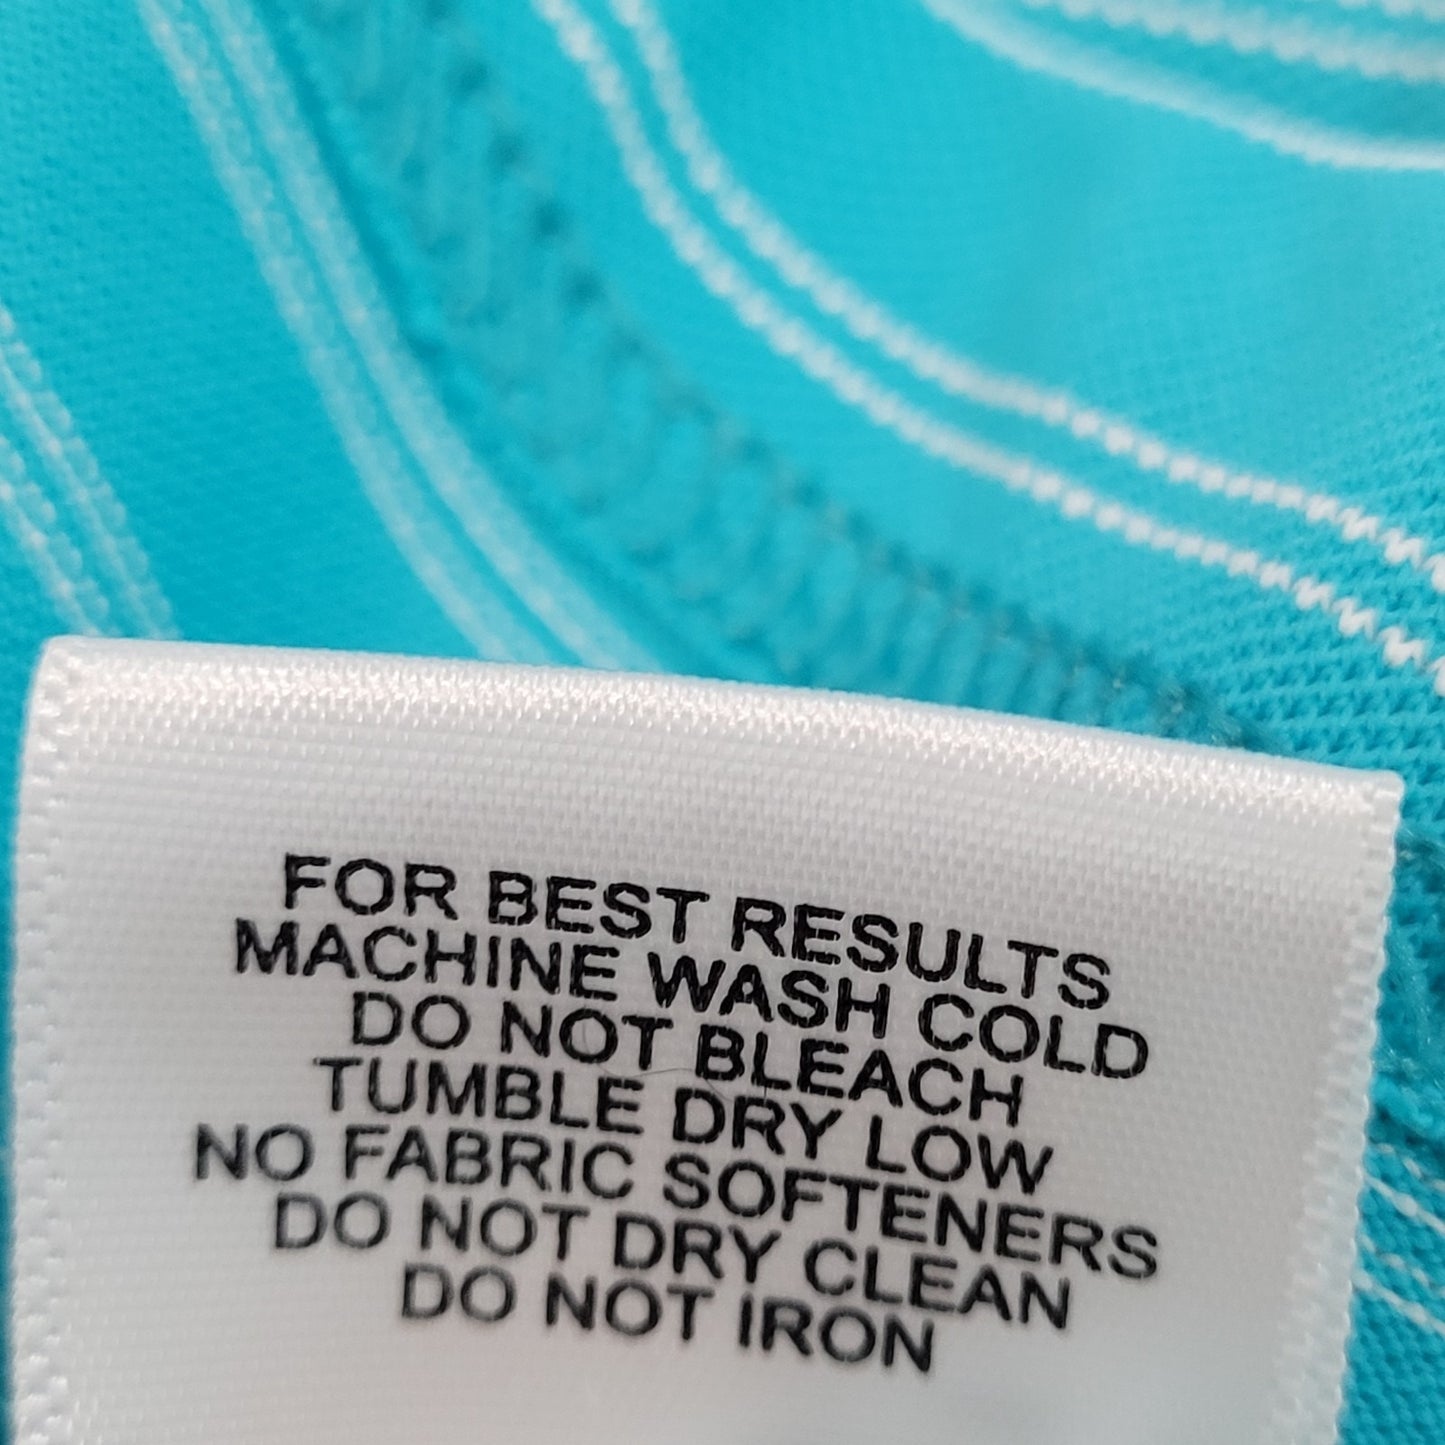 FOR BEST RESULTS
MACHINE WASH COLD
DO NOT BLEACH
TUMBLE DRY LOW
NO FABRIC SOFTENERS
DO NOT DRY CLEAN
DO NOT IRON